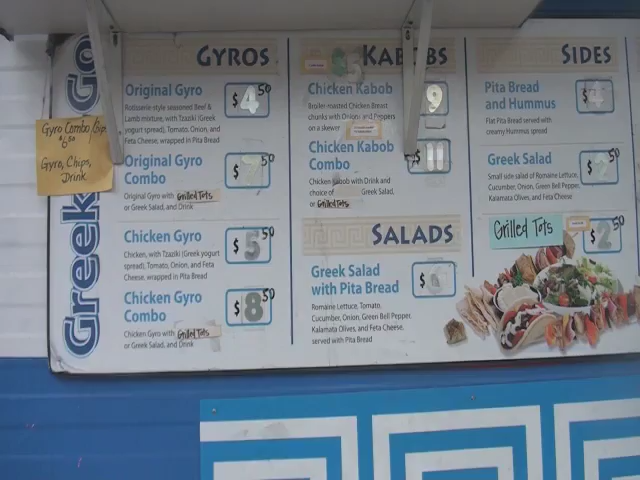 Greek Go
GYROS
Original Gyro
$4.50
Rotisserie-style seasoned Beef &
Lamb mixture, with Tzaziki (Greek
yogurt spread), Tomato, Onion, and
Feta Cheese, wrapped in Pita Bread
Original Gyro
Combo
$ 50
Original Gyro with Grilled Tots
or Greek Salad, and Drink
Chicken Gyro
$5.50
Chicken, with Tzaziki (Greek yogurt
spread), Tomato, Onion, and Feta
Cheese, wrapped in Pita Bread
Chicken Gyro
Combo
$8.50
Chicken Gyro with Grilled Tots
or Greek Salad, and Drink
Gyro Combo
$6.50
Gyro, Chips,
Drink
KABOBS
Chicken Kabob
9
Broiler-roasted Chicken Breast
chunks with Onion and Peppers
on a skewer
Chicken Kabob
Combo
Chicken Kabob with Drink and
choice of Greek Salad,
or Grilled Tots
SALADS
Greek Salad
with Pita Bread
$
Romaine Lettuce, Tomato,
Cucumber, Onion, Green Bell Pepper,
Kalamata Olives, and Feta Cheese,
served with Pita Bread
SIDES
Pita Bread
and Hummus
$
Flat Pita Bread served with
creamy Hummus spread
Greek Salad
$ 50
Small side salad of Romaine Lettuce,
Cucumber, Onion, Green Bell Pepper,
Kalamata Olives, and Feta Cheese
Grilled Tots
$2.50